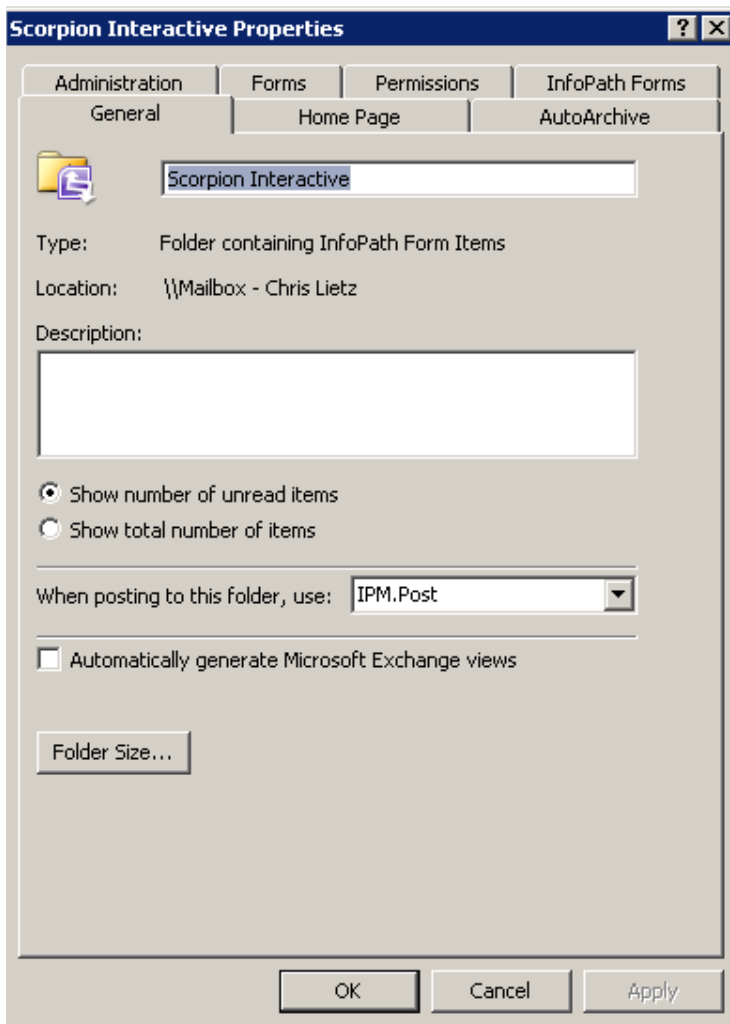 Scorpion Interactive Properties
? X
Administration Forms Permissions InfoPath Forms
General Home Page AutoArchive
Scorpion Interactive
Type: Folder containing InfoPath Form Items
Location: \\Mailbox - Chris Lietz
Description:
Show number of unread items
Show total number of items
When posting to this folder, use: IPM.Post
Automatically generate Microsoft Exchange views
Folder Size...
OK Cancel Apply